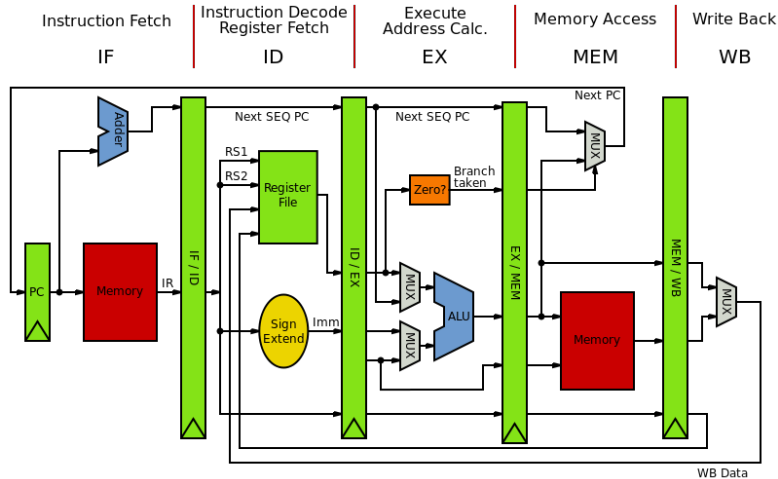 Instruction Fetch
IF
Instruction Decode
Register Fetch
ID
Execute
Address Calc.
EX
Memory Access
MEM
Write Back
WB
Next PC
Adder
Next SEQ PC
Next SEQ PC
MUX
RS1
RS2
Register
File
Branch
taken
Zero?
IF / ID
ID / EX
EX / MEM
MEM / WB
PC
Memory
IR
MUX
MUX
ALU
MUX
Sign
Extend
Imm
Memory
WB Data